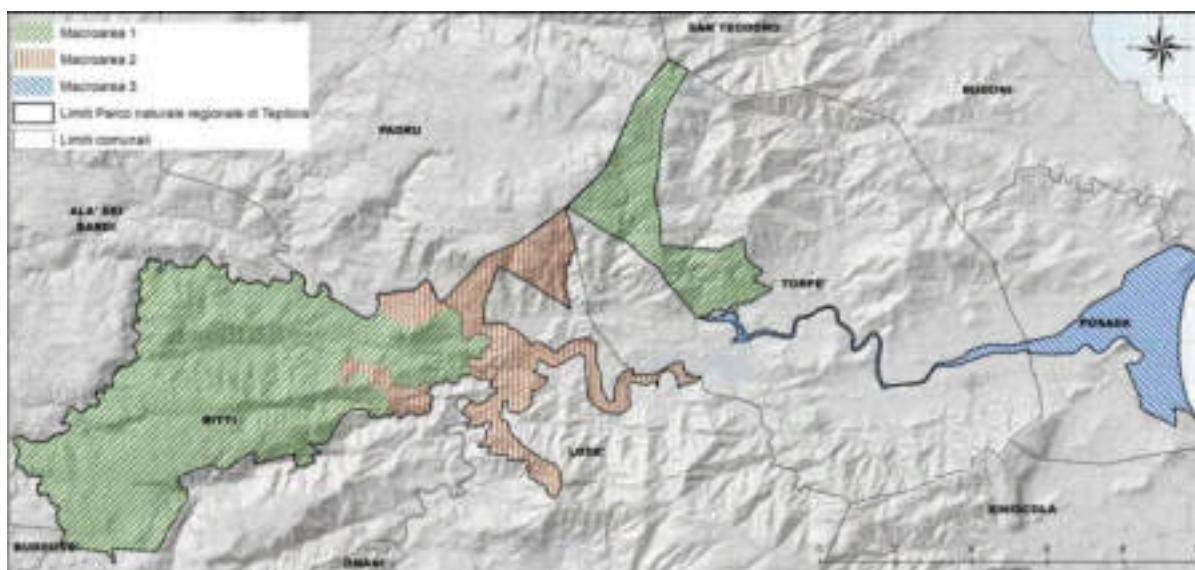 Macroarea 1
Macroarea 2
Macroarea 3
Limiti Parco naturale regionale di Tepilora
Limiti comunali
SAN TEODORO
BUDONI
PADRU
ALA' DEI
SARDI
TORPE'
POSADA
BITTI
LODE'
SINISCOLA
ONANI